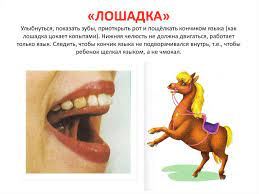 «ЛОШАДКА»
Улыбнуться, показать зубы, приоткрыть рот и пощёлкать кончиком языка (как
лошадка цокает копытами). Нижняя челюсть не должна двигаться, работает
только язык. Следить, чтобы кончик языка не подворачивался внутрь, т.е., чтобы
ребенок щелкал языком, а не чмокал.